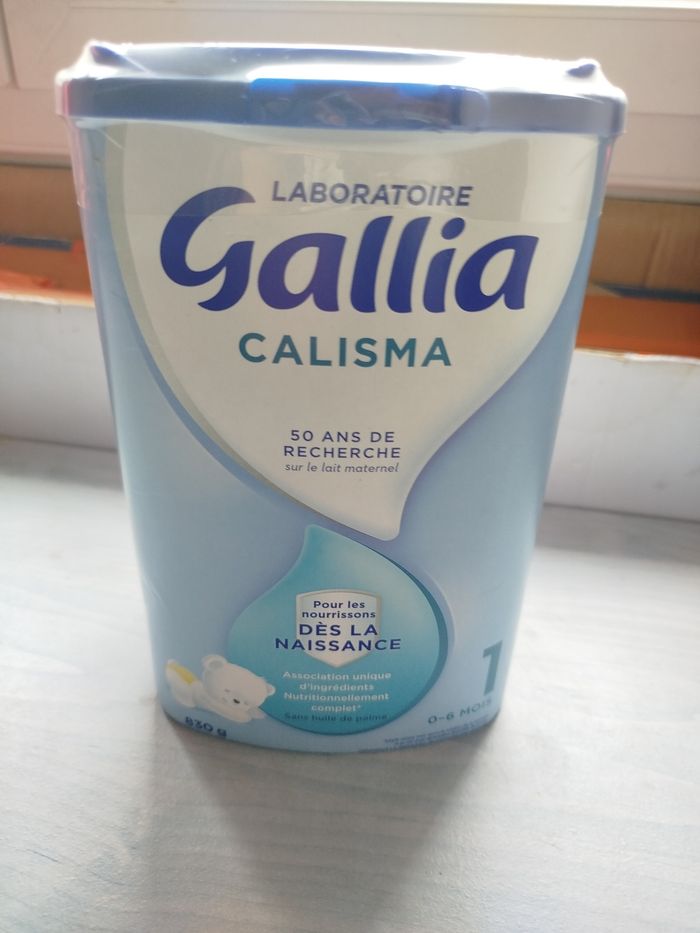 LABORATOIRE
Gallia
CALISMA
50 ANS DE
RECHERCHE
sur le lait maternel
Pour les
nourrissons
DÈS LA
NAISSANCE
Association unique
d'ingrédients
Nutritionnellement
complet*
Sans huile de palme
1
0-6 MOIS
830 g